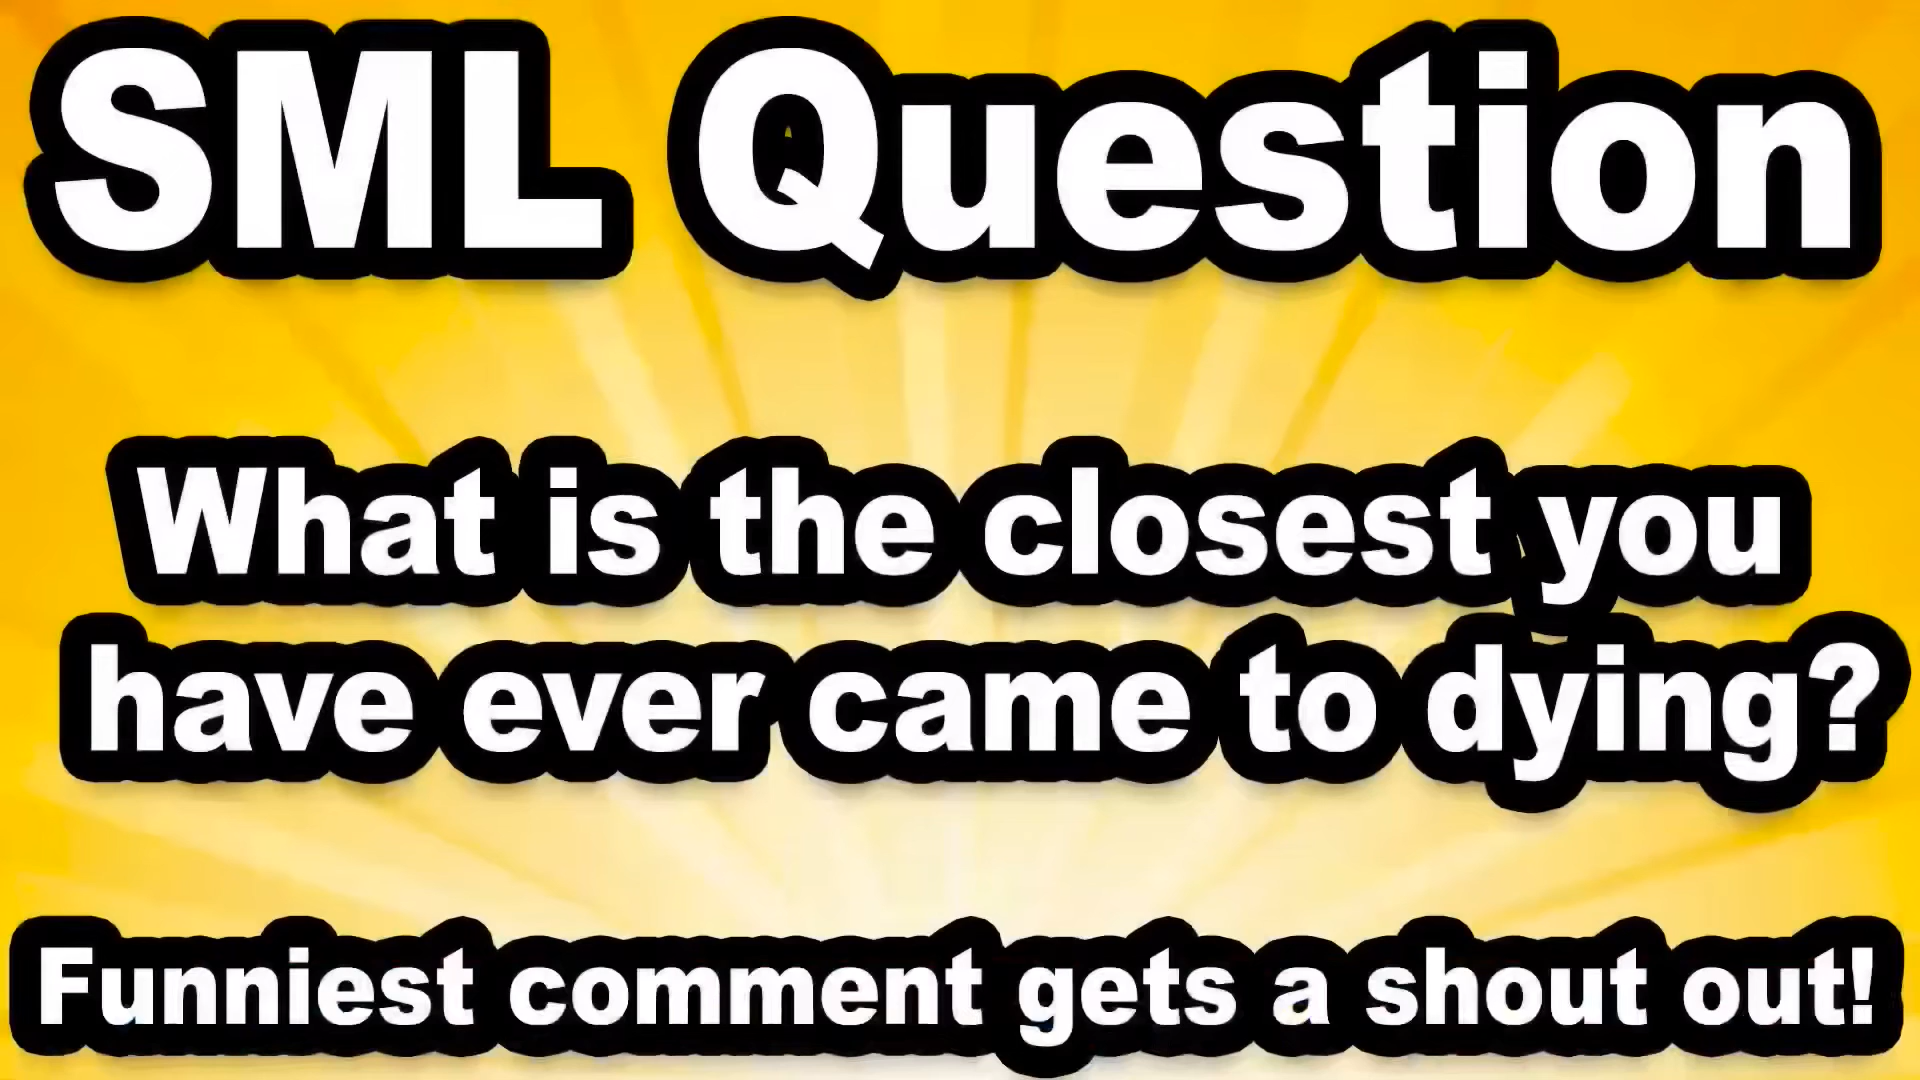 SML Question
What is the closest you
have ever came to dying?
Funniest comment gets a shout out!